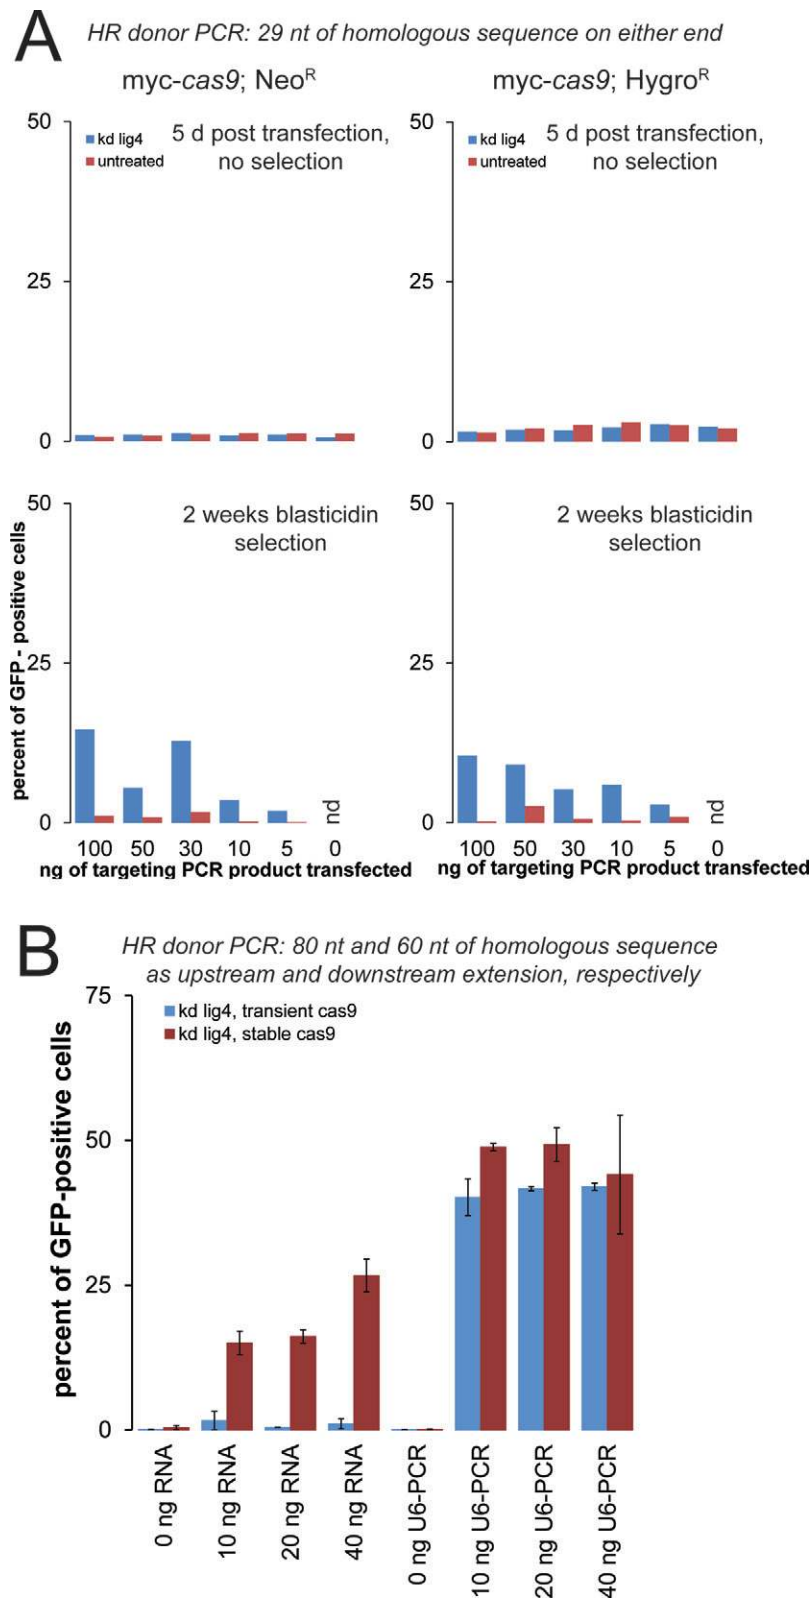 A
HR donor PCR: 29 nt of homologous sequence on either end
myc-cas9; Neo^R
myc-cas9; Hygro^R
50
kd lig4
untreated
5 d post transfection,
no selection
25
0
50
kd lig4
untreated
5 d post transfection,
no selection
25
0
percent of GFP - positive cells
50
2 weeks blasticidin
selection
25
0
nd
100 50 30 10 5 0
ng of targeting PCR product transfected
50
2 weeks blasticidin
selection
25
0
nd
100 50 30 10 5 0
ng of targeting PCR product transfected
B
HR donor PCR: 80 nt and 60 nt of homologous sequence
as upstream and downstream extension, respectively
percent of GFP-positive cells
75
kd lig4, transient cas9
kd lig4, stable cas9
50
25
0
0 ng RNA
10 ng RNA
20 ng RNA
40 ng RNA
0 ng U6-PCR
10 ng U6-PCR
20 ng U6-PCR
40 ng U6-PCR